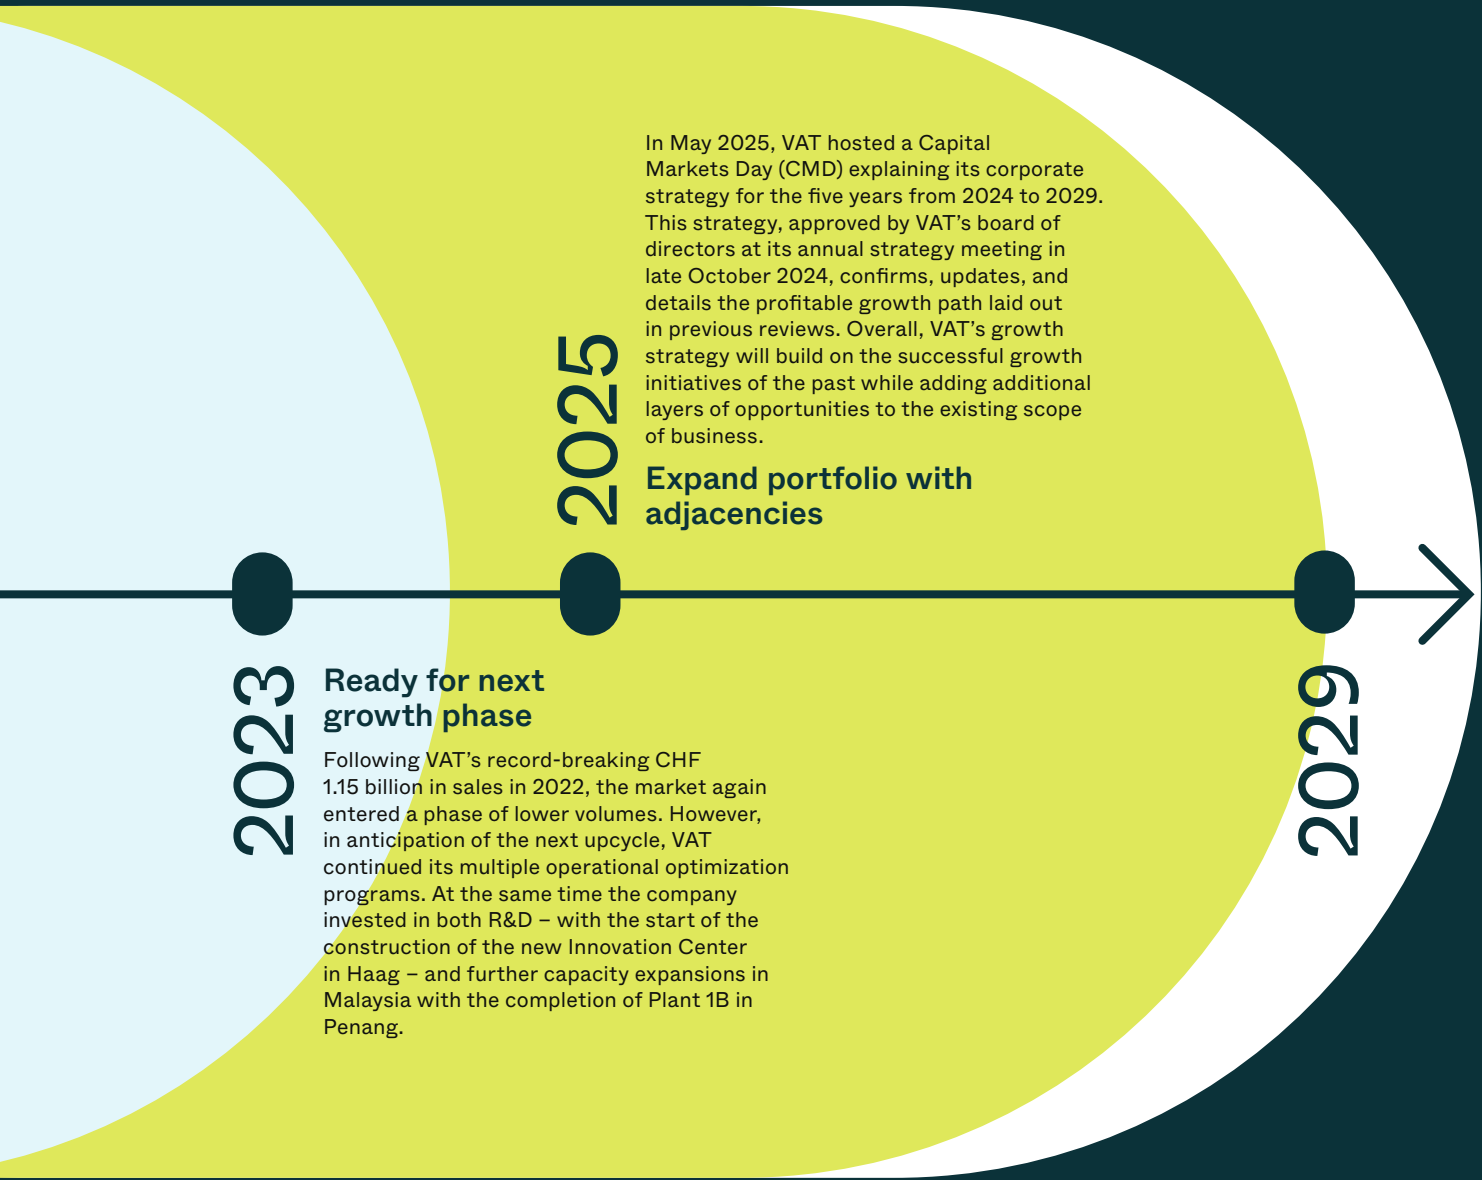 In May 2025, VAT hosted a Capital
Markets Day (CMD) explaining its corporate
strategy for the five years from 2024 to 2029.
This strategy, approved by VAT’s board of
directors at its annual strategy meeting in
late October 2024, confirms, updates, and
details the profitable growth path laid out
in previous reviews. Overall, VAT’s growth
strategy will build on the successful growth
initiatives of the past while adding additional
layers of opportunities to the existing scope
of business.
2025
Expand portfolio with
adjacencies
2023
Ready for next
growth phase
Following VAT’s record-breaking CHF
1.15 billion in sales in 2022, the market again
entered a phase of lower volumes. However,
in anticipation of the next upcycle, VAT
continued its multiple operational optimization
programs. At the same time the company
invested in both R&D – with the start of the
construction of the new Innovation Center
in Haag – and further capacity expansions in
Malaysia with the completion of Plant 1B in
Penang.
2029